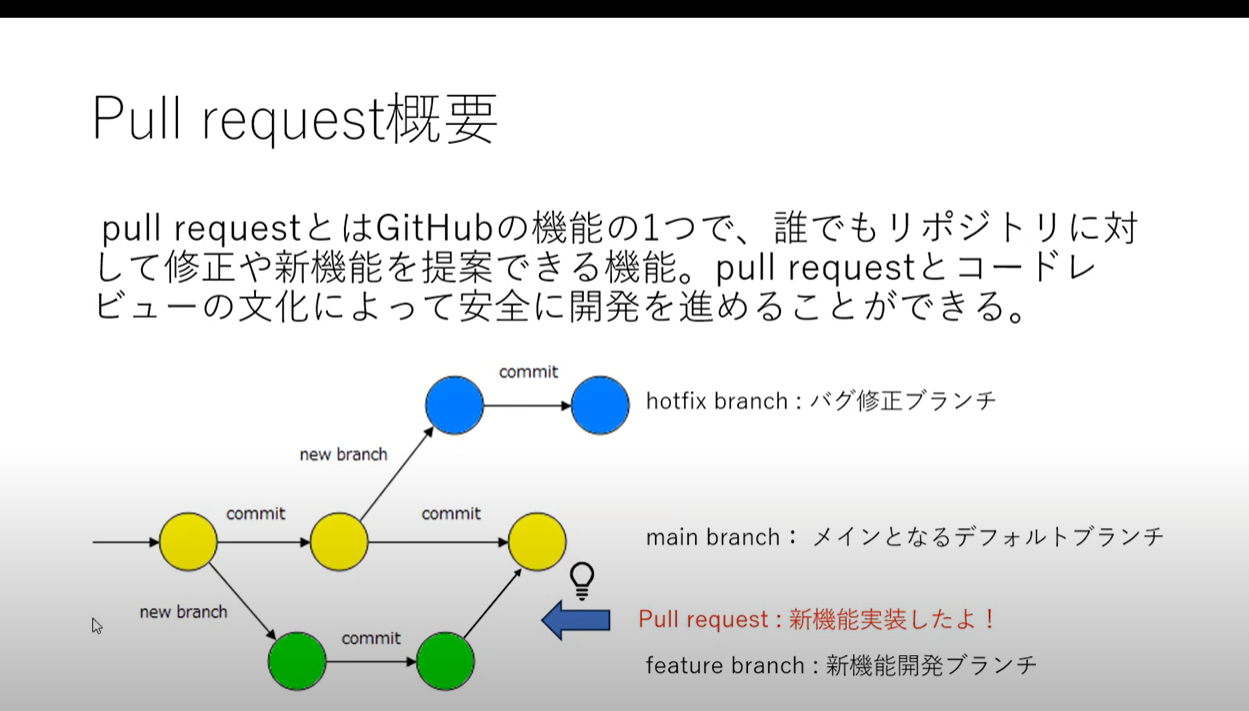 Pull request概要
pull requestとはGitHubの機能の1つで、誰でもリポジトリに対
して修正や新機能を提案できる機能。pull requestとコードレ
ビューの文化によって安全に開発を進めることができる。
commit
hotfix branch : バグ修正ブランチ
new branch
commit
commit
main branch： メインとなるデフォルトブランチ
new branch
Pull request : 新機能実装したよ！
commit
feature branch : 新機能開発ブランチ